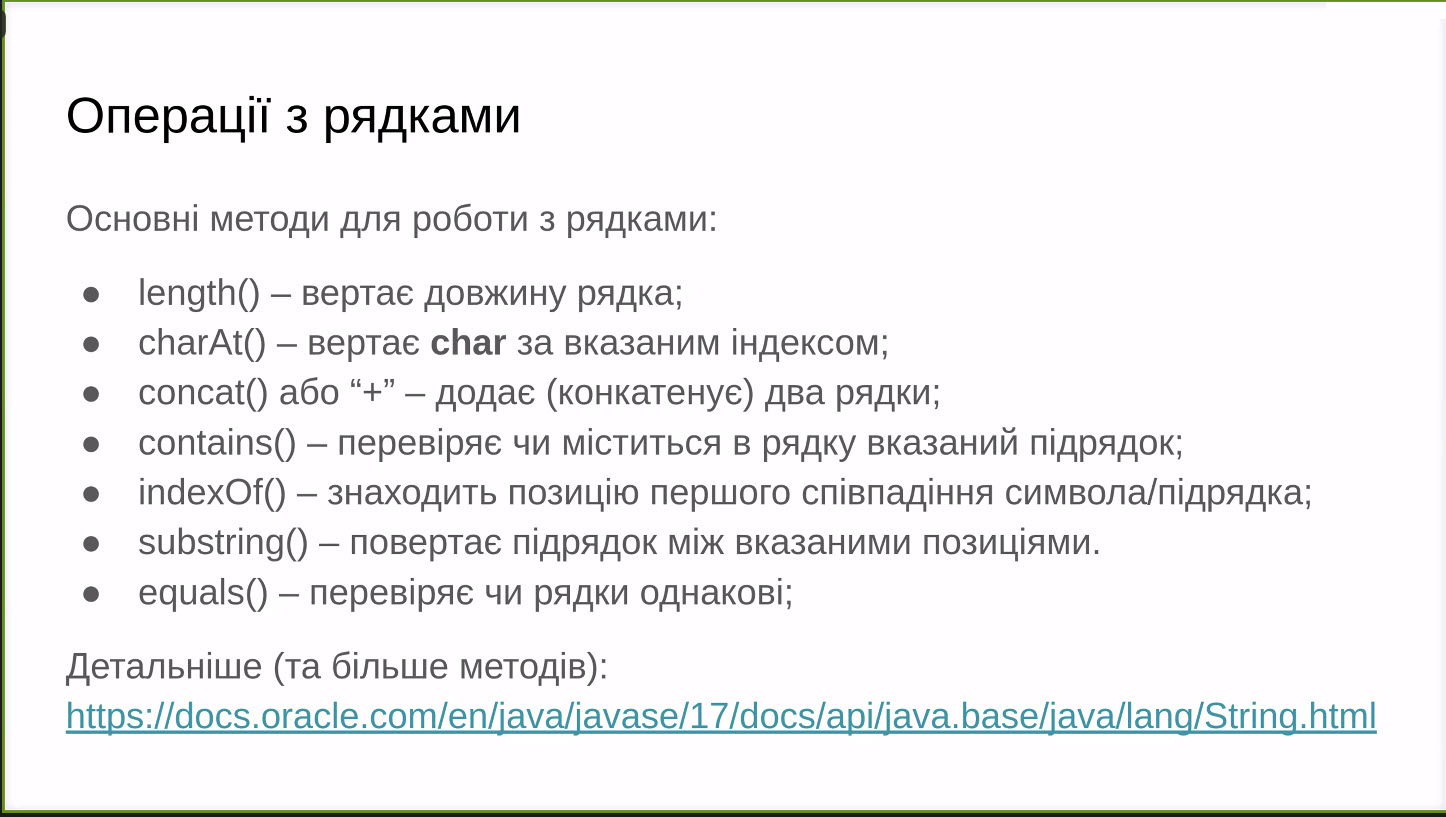 Операції з рядками
Основні методи для роботи з рядками:
● length() – вертає довжину рядка;
● charAt() – вертає char за вказаним індексом;
● concat() або “+” – додає (конкатенує) два рядки;
● contains() – перевіряє чи міститься в рядку вказаний підрядок;
● indexOf() – знаходить позицію першого співпадіння символа/підрядка;
● substring() – повертає підрядок між вказаними позиціями.
● equals() – перевіряє чи рядки однакові;
Детальніше (та більше методів):
https://docs.oracle.com/en/java/javase/17/docs/api/java.base/java/lang/String.html